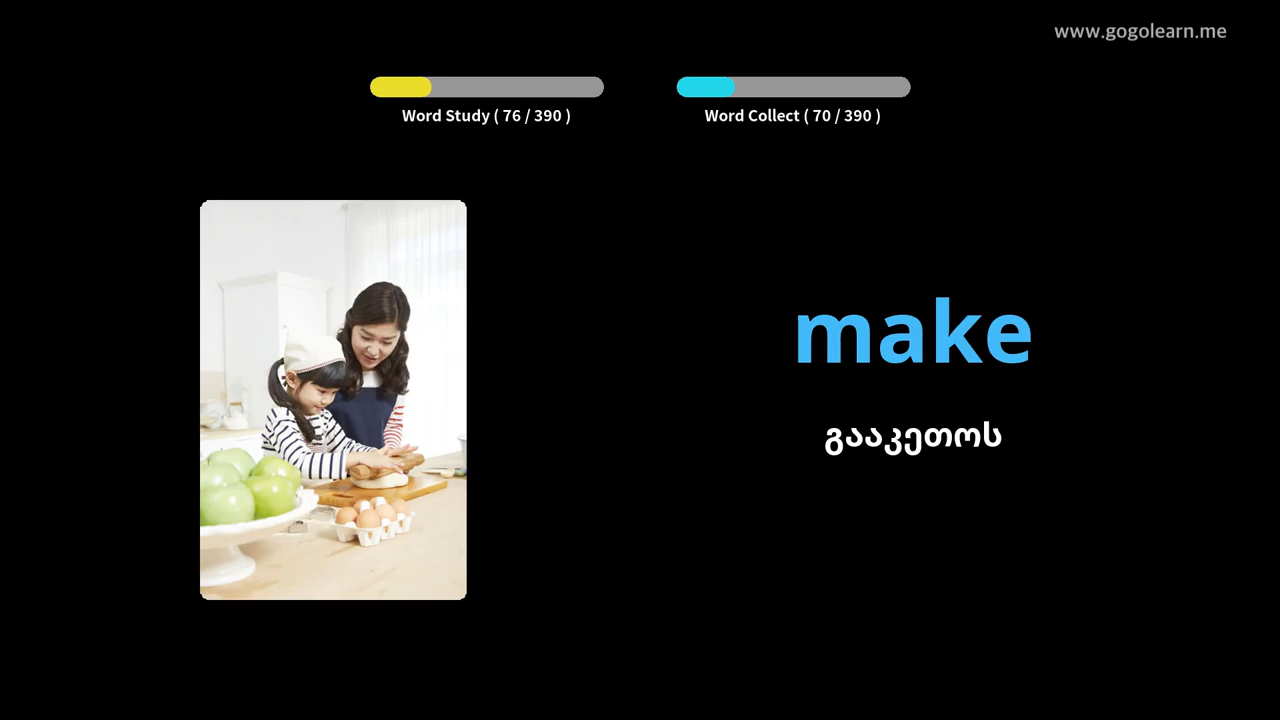 www.gogolearn.me
Word Study ( 76 / 390 )
Word Collect ( 70 / 390 )
make
გააკეთოს